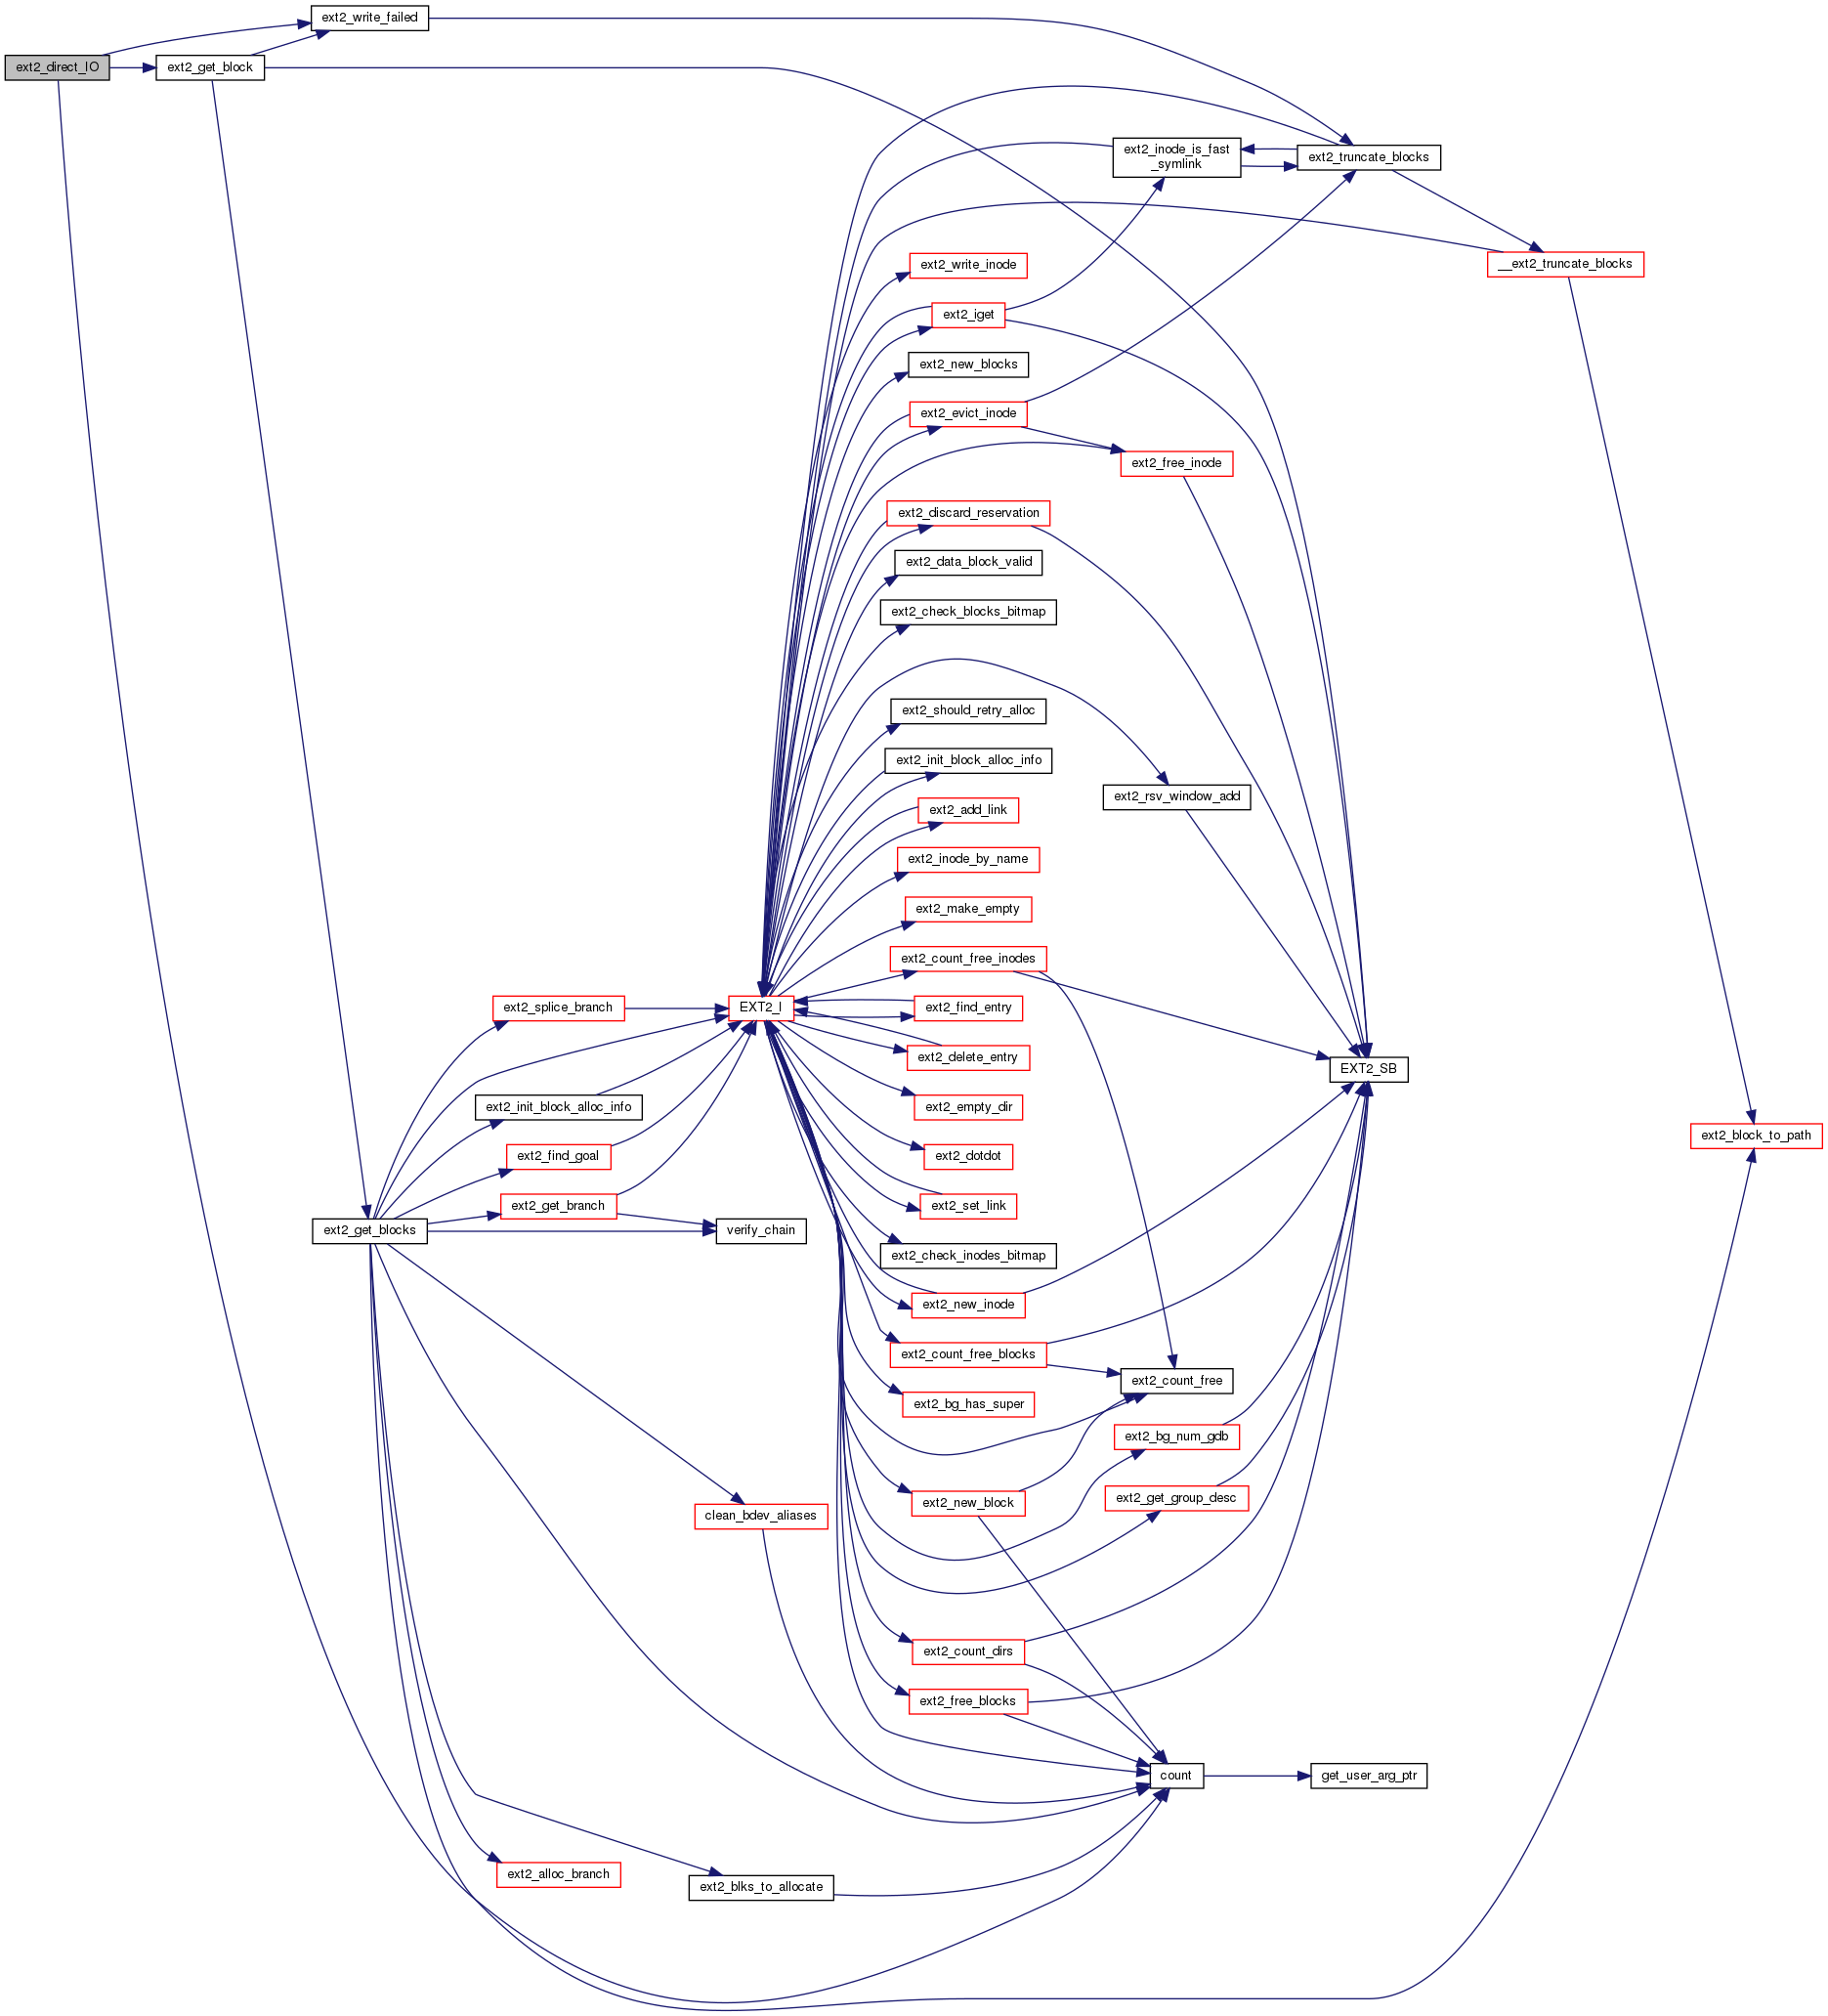 ext2_write_failed
ext2_direct_IO
ext2_get_block
ext2_inode_is_fast
_symlink
ext2_truncate_blocks
ext2_write_inode
__ext2_truncate_blocks
ext2_iget
ext2_new_blocks
ext2_evict_inode
ext2_free_inode
ext2_discard_reservation
ext2_data_block_valid
ext2_check_blocks_bitmap
ext2_should_retry_alloc
ext2_init_block_alloc_info
ext2_rsv_window_add
ext2_add_link
ext2_inode_by_name
ext2_make_empty
ext2_count_free_inodes
ext2_splice_branch
EXT2_I
ext2_find_entry
ext2_delete_entry
EXT2_SB
ext2_init_block_alloc_info
ext2_empty_dir
ext2_block_to_path
ext2_find_goal
ext2_dotdot
ext2_get_branch
ext2_set_link
ext2_get_blocks
verify_chain
ext2_check_inodes_bitmap
ext2_new_inode
ext2_count_free_blocks
ext2_count_free
ext2_bg_has_super
ext2_bg_num_gdb
ext2_new_block
ext2_get_group_desc
clean_bdev_aliases
ext2_count_dirs
ext2_free_blocks
count
get_user_arg_ptr
ext2_alloc_branch
ext2_blks_to_allocate